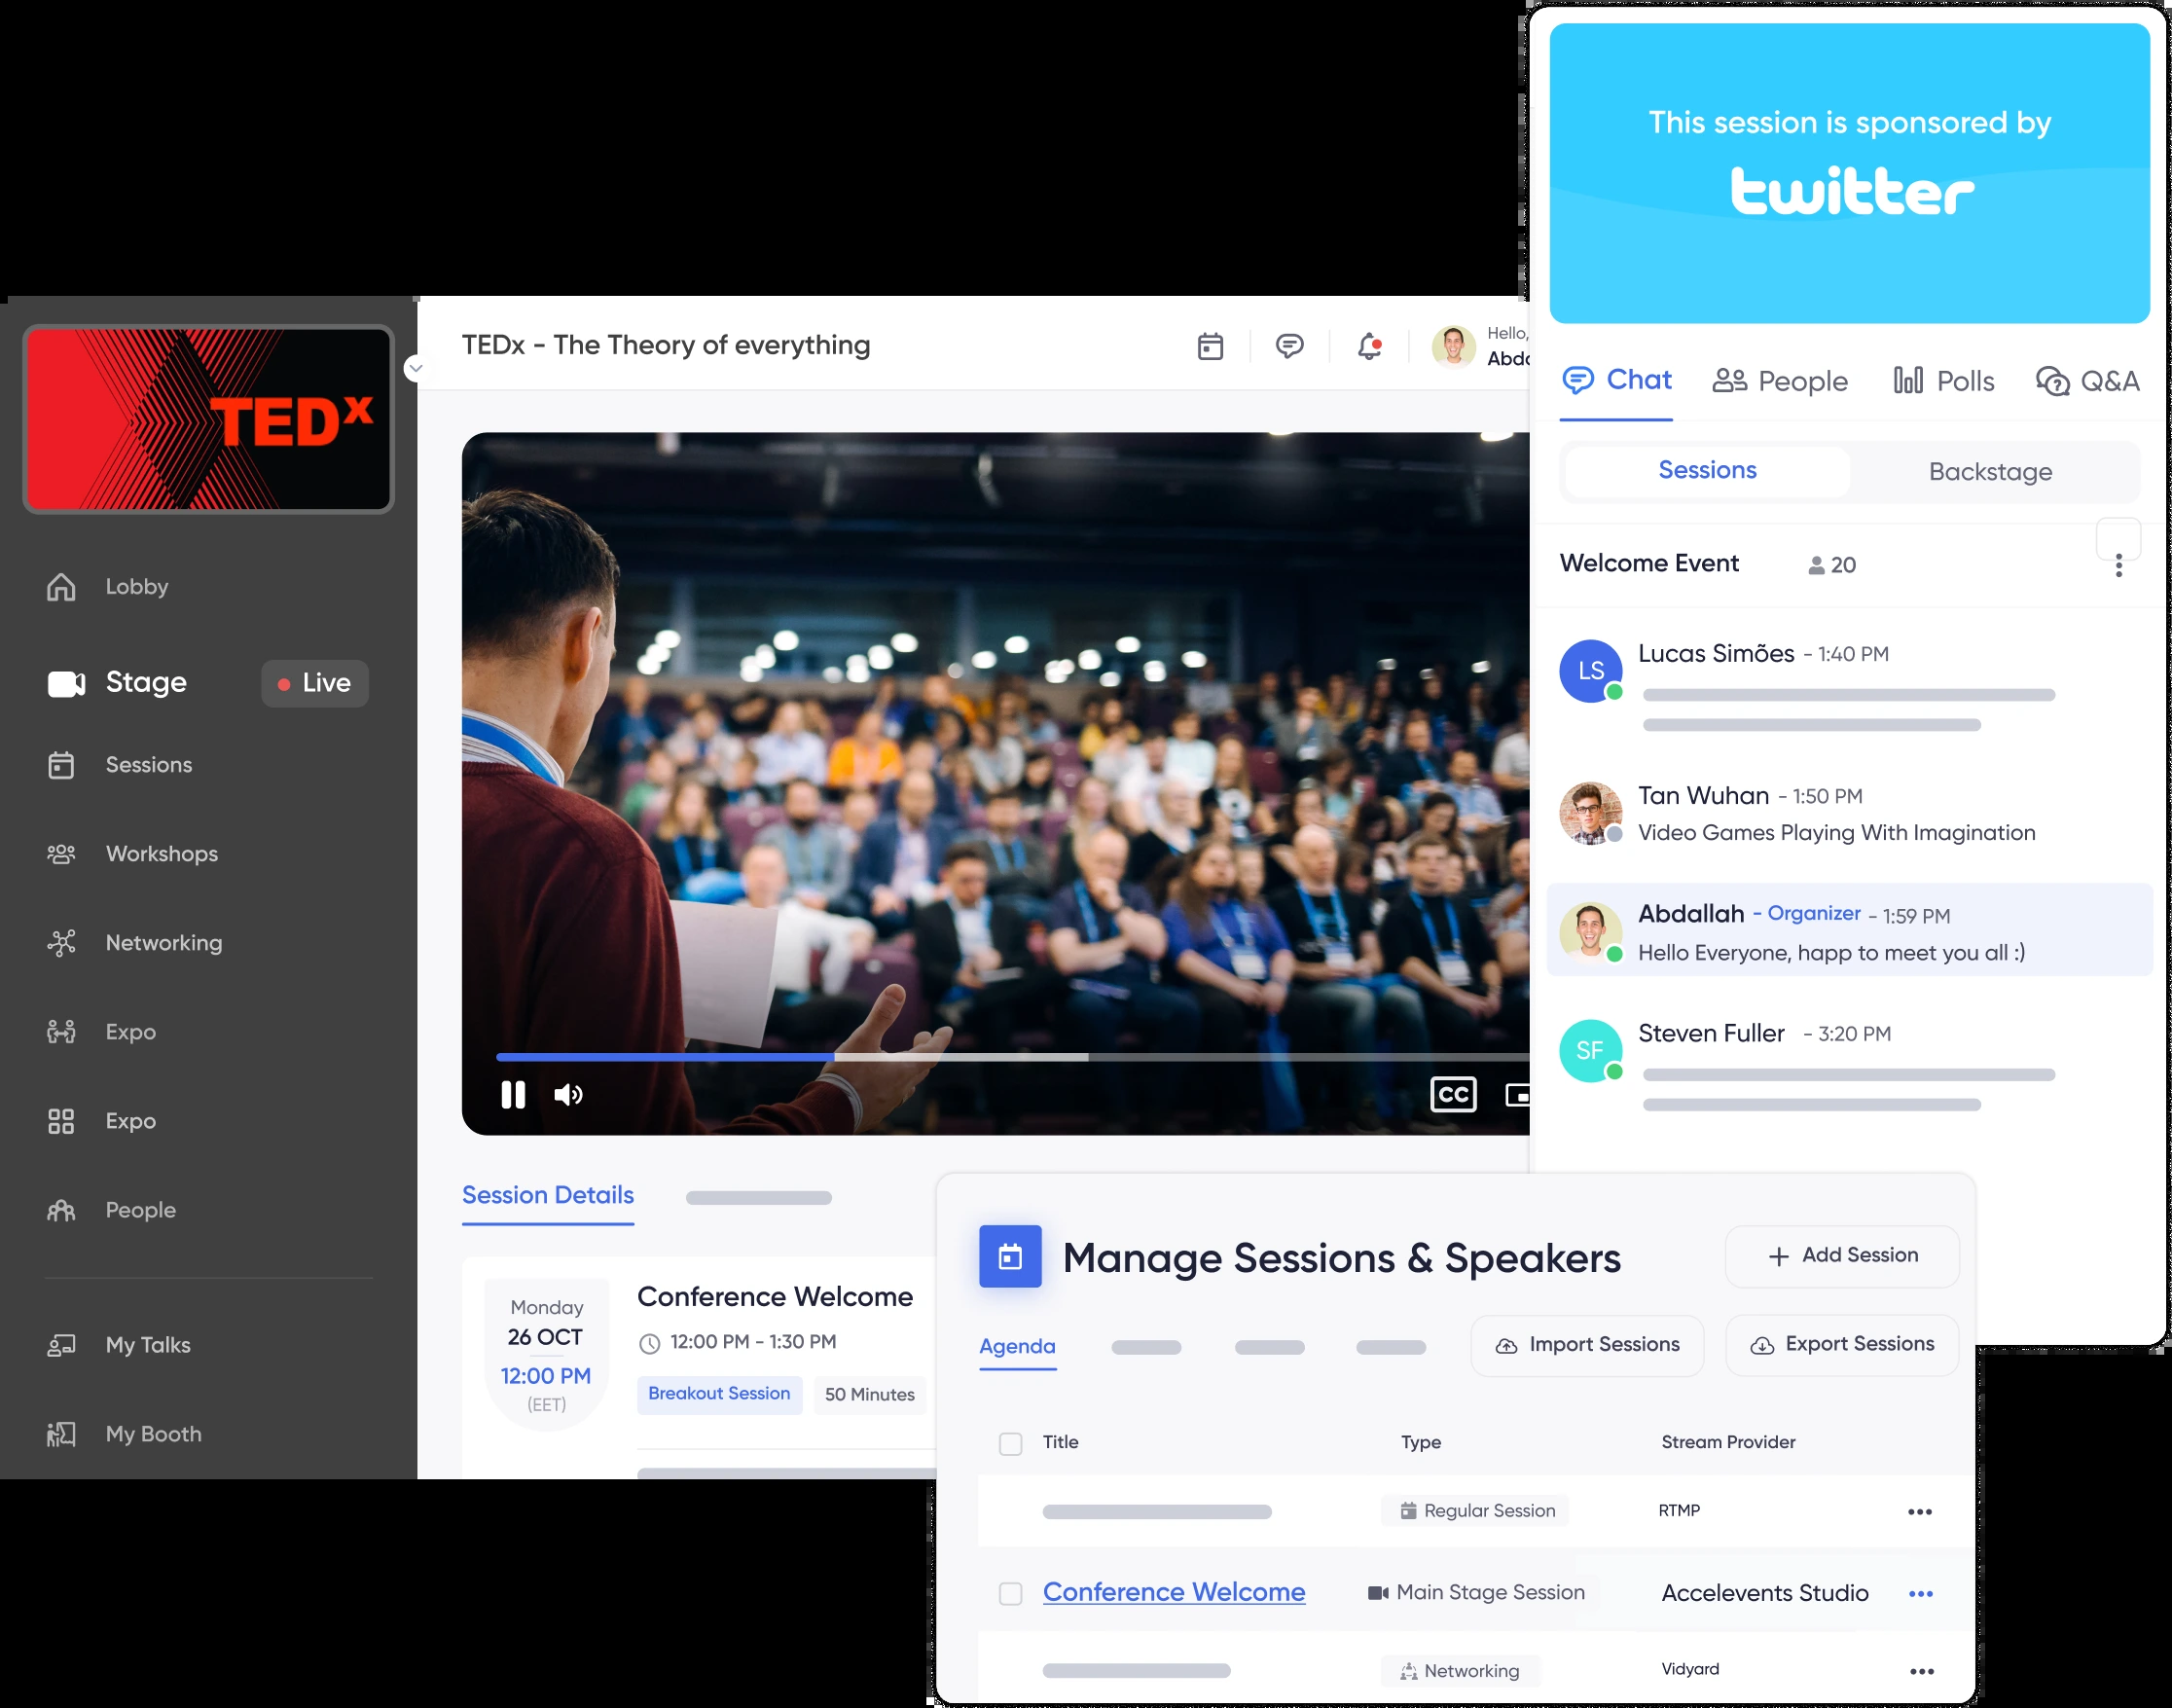 This session is sponsored by
twitter
TEDx
Lobby
Stage
Live
Sessions
Workshops
Networking
Expo
Expo
People
My Talks
My Booth
TEDx - The Theory of everything
Hello,
CC
Session Details
Monday
26 OCT
12:00 PM
(EET)
Conference Welcome
12:00 PM - 1:30 PM
Breakout Session
50 Minutes
Chat
People
Polls
Q&A
Sessions
Backstage
Welcome Event
20
LS
Lucas Simões - 1:40 PM
Tan Wuhan - 1:50 PM
Video Games Playing With Imagination
Abdallah - Organizer - 1:59 PM
Hello Everyone, happ to meet you all :)
SF
Steven Fuller - 3:20 PM
Manage Sessions & Speakers
+ Add Session
Agenda
Import Sessions
Export Sessions
Title Type Stream Provider
Regular Session RTMP
Conference Welcome Main Stage Session Accelevents Studio
Networking Vidyard